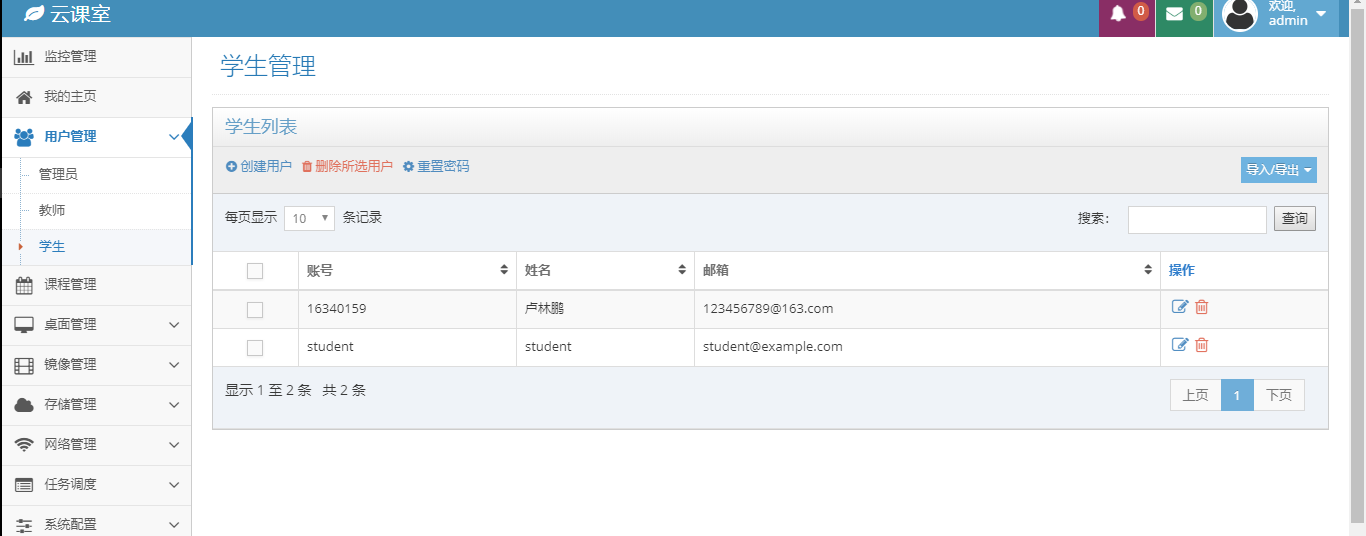 云课室
0
0
欢迎,
admin
监控管理
我的主页
用户管理
管理员
教师
学生
课程管理
桌面管理
镜像管理
存储管理
网络管理
任务调度
系统配置
学生管理
学生列表
创建用户 删除所选用户 重置密码
导入/导出
每页显示 10 条记录
搜索: 查询
账号 姓名 邮箱 操作
16340159 卢林鹏 123456789@163.com
student student student@example.com
显示 1 至 2 条 共 2 条
上页 1 下页